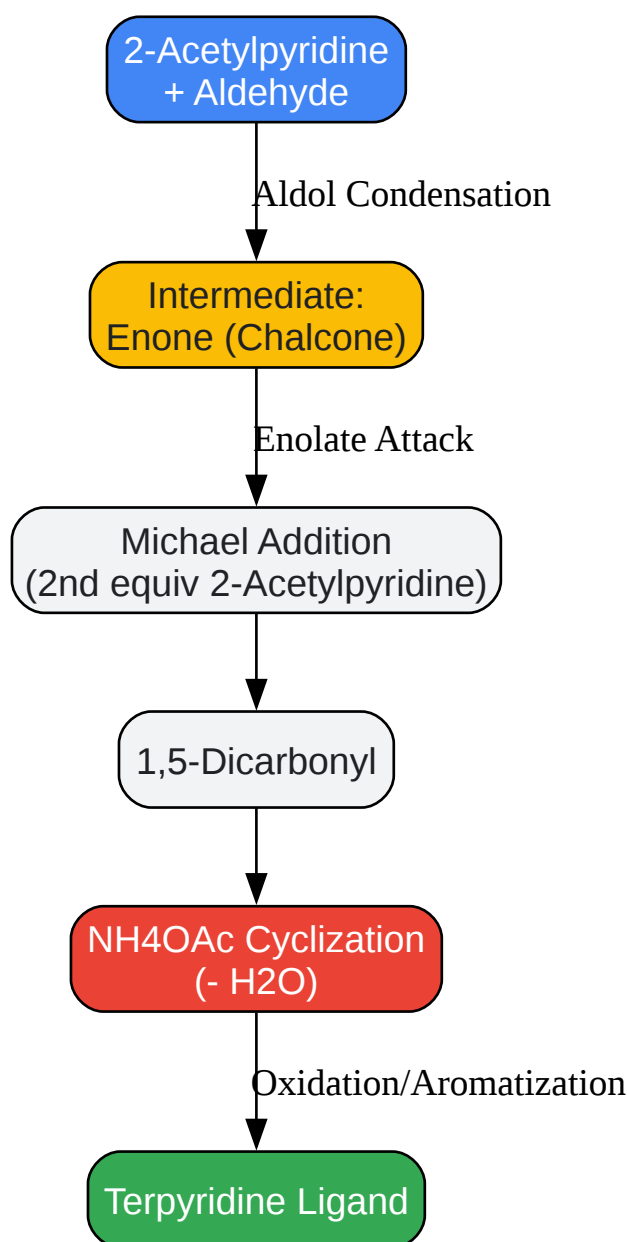 2-Acetylpyridine
+ Aldehyde
Aldol Condensation
Intermediate:
Enone (Chalcone)
Enolate Attack
Michael Addition
(2nd equiv 2-Acetylpyridine)
1,5-Dicarbonyl
NH4OAc Cyclization
(- H2O)
Oxidation/Aromatization
Terpyridine Ligand